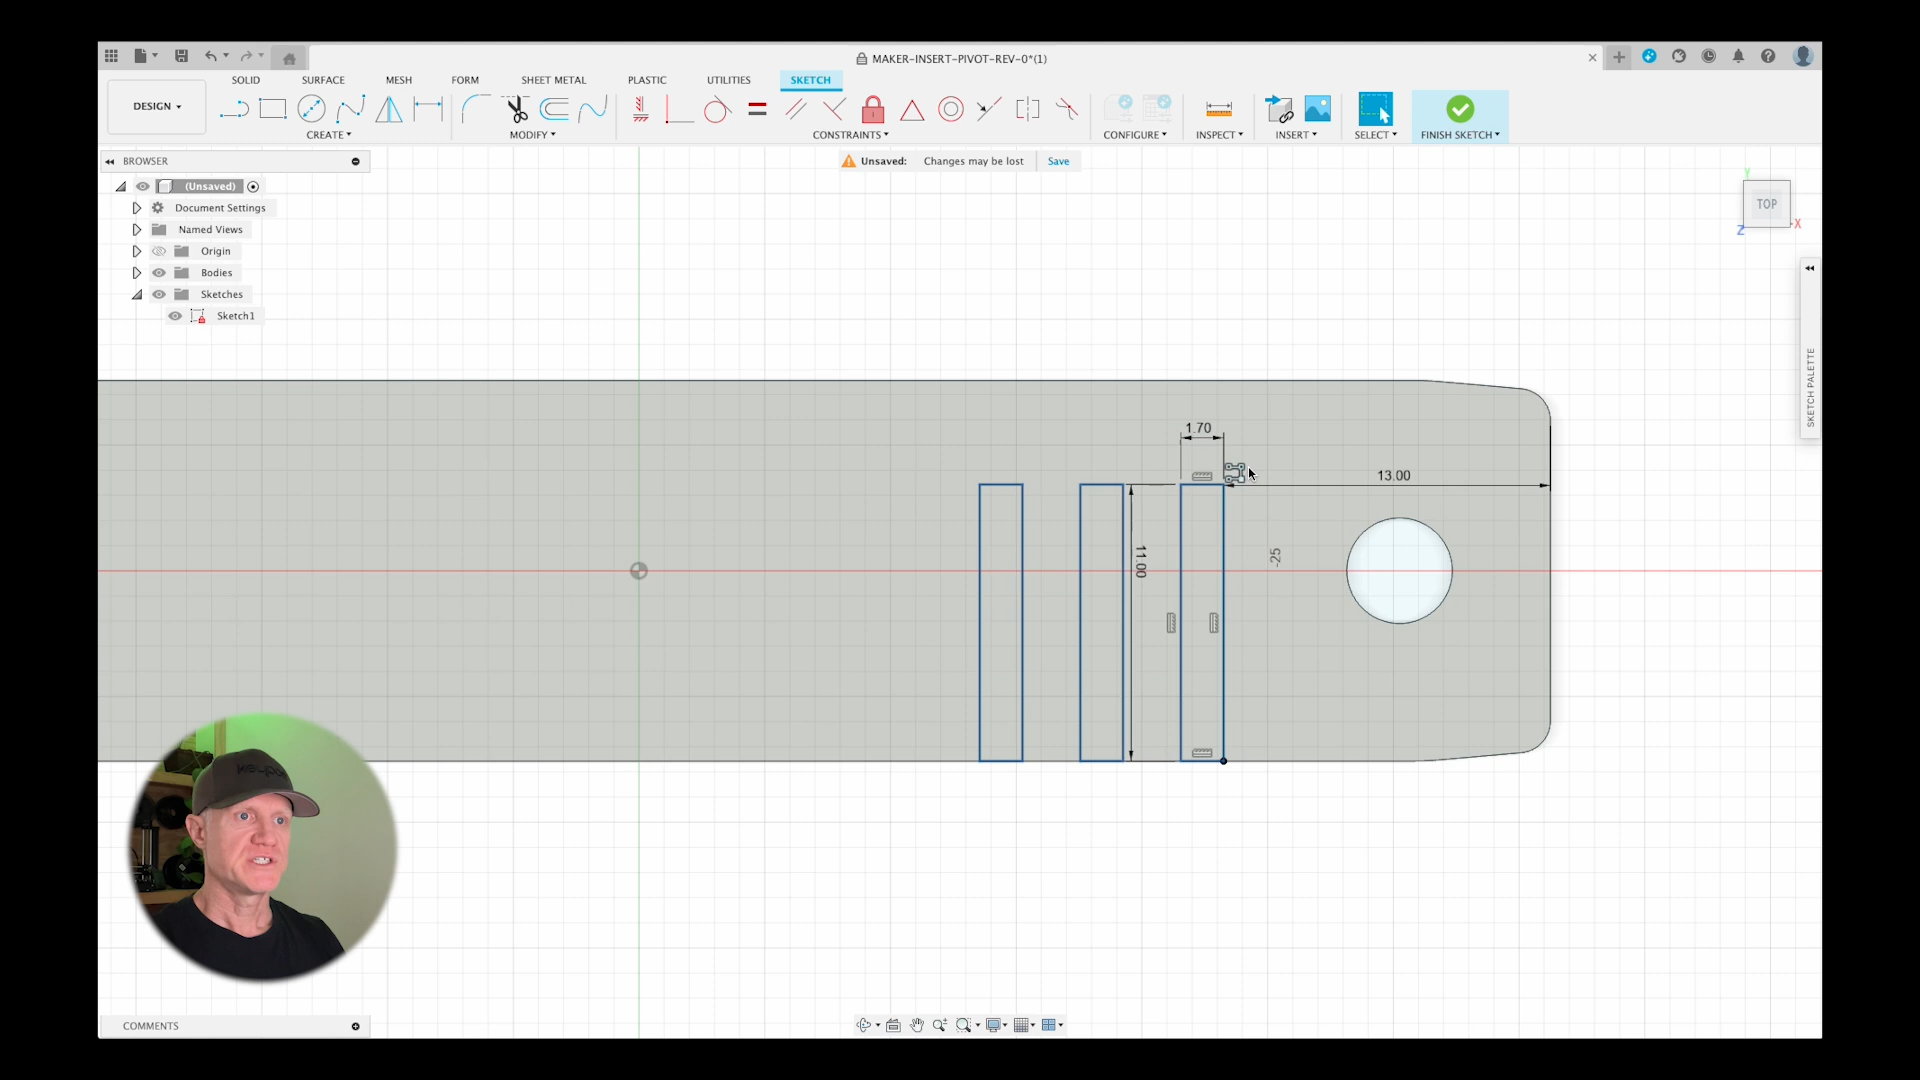 MAKER-INSERT-PIVOT-REV-0*(1)
SOLID SURFACE MESH FORM SHEET METAL PLASTIC UTILITIES SKETCH
DESIGN
CREATE MODIFY CONSTRAINTS CONFIGURE INSPECT INSERT SELECT FINISH SKETCH
BROWSER
Unsaved: Changes may be lost Save
(Unsaved)
Document Settings
Named Views
Origin
Bodies
Sketches
Sketch1
Y
TOP
X
Z
SKETCH PALETTE
1.70
13.00
11.00
-25
COMMENTS